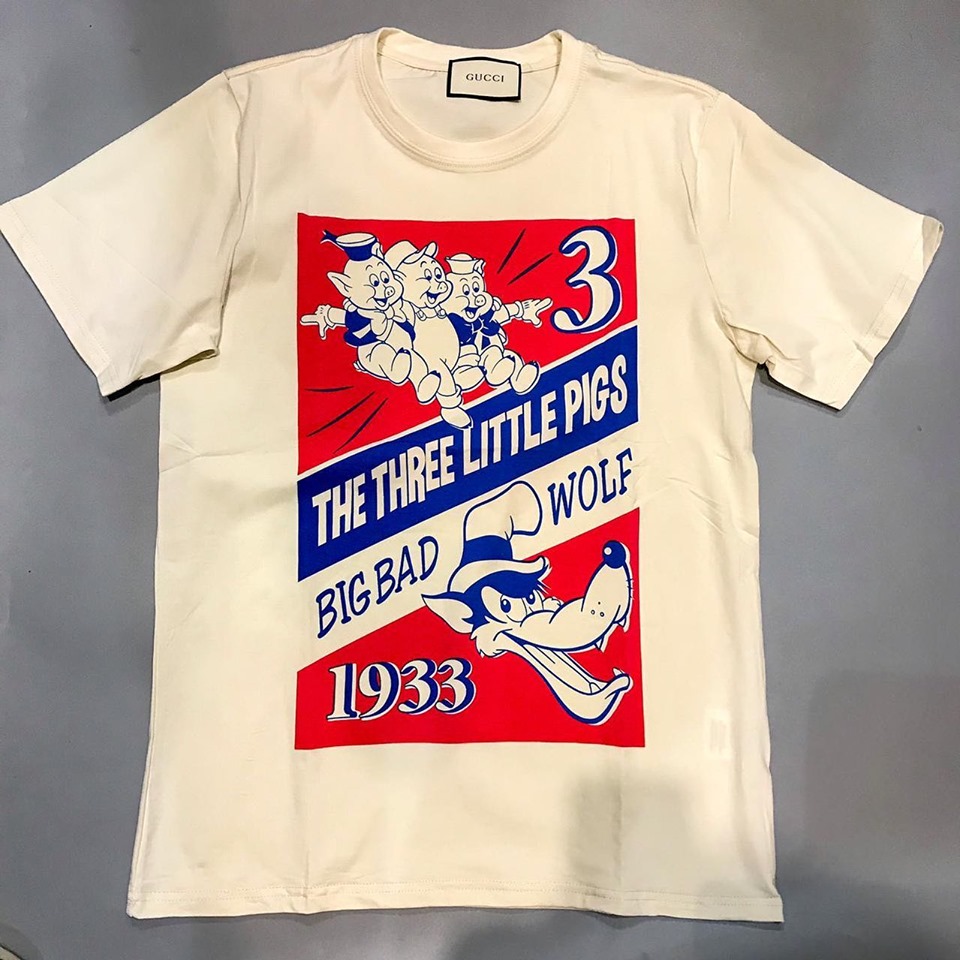 GUCCI
3
THE THREE LITTLE PIGS
BIG BAD WOLF
1933